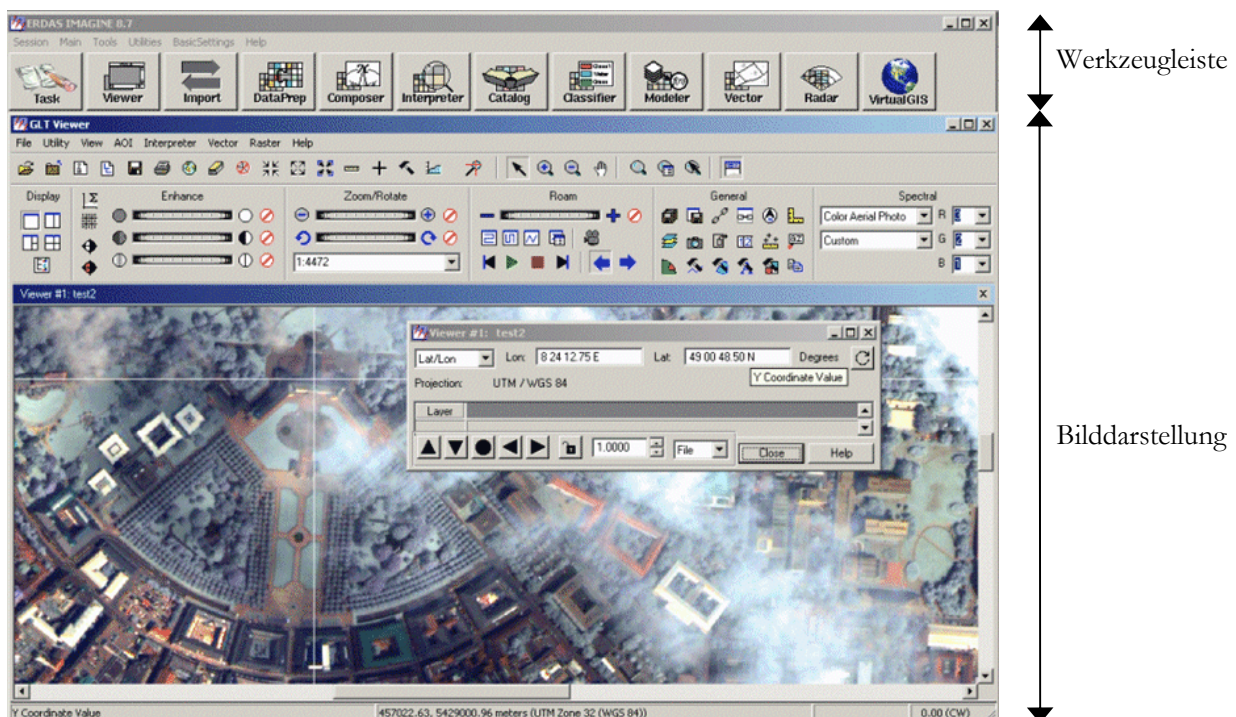 ERDAS IMAGINE 8.7
Session Main Tools Utilities BasicSettings Help
Task Viewer Import DataPrep Composer Interpreter Catalog Classifier Modeler Vector Radar VirtualGIS
Werkzeugleiste
GLT Viewer
File Utility View AOI Interpreter Vector Raster Help
Display Enhance Zoom/Rotate Roam General Spectral
Color Aerial Photo R 3
Custom G 2
1:4472 B 1
Viewer #1: test2
Viewer #1: test2
Lat/Lon Lon: 8 24 12.75 E Lat: 49 00 48.50 N Degrees
Y Coordinate Value
Projection: UTM / WGS 84
Layer
1.0000 File Close Help
Bilddarstellung
Y Coordinate Value 457022.63, 5429000.96 meters (UTM Zone 32 (WGS 84)) 0.00 (CW)